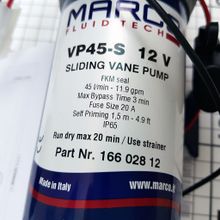 MARCO
FLUID TECH
VP45-S 12 V
SLIDING VANE PUMP
FKM seal
45 l/min - 11.9 gpm
Max Bypass Time 3 min
Fuse Size 20 A
Self Priming 1,5 m - 4.9 ft
IP65
Run dry max 20 min / Use strainer
Part Nr. 166 028 12
Made in Italy
www.marco.it